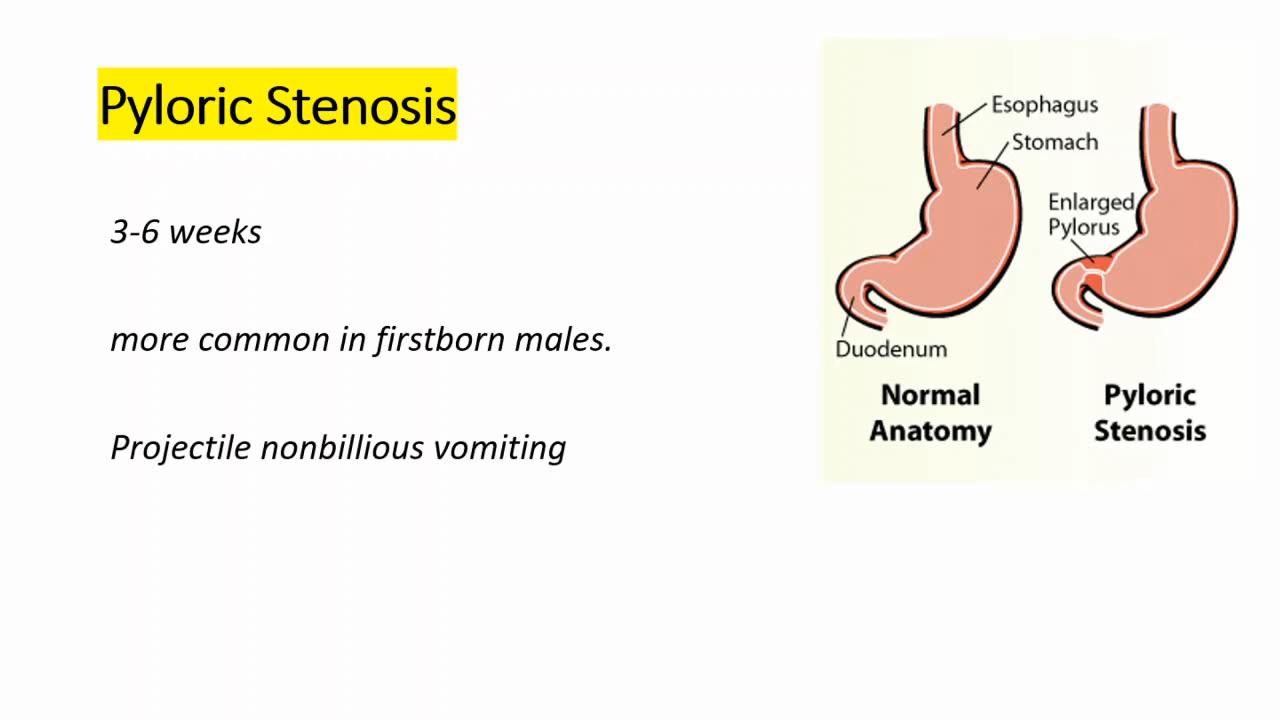 Pyloric Stenosis
3-6 weeks
more common in firstborn males.
Projectile nonbillious vomiting
Esophagus
Stomach
Enlarged
Pylorus
Duodenum
Normal
Anatomy
Pyloric
Stenosis